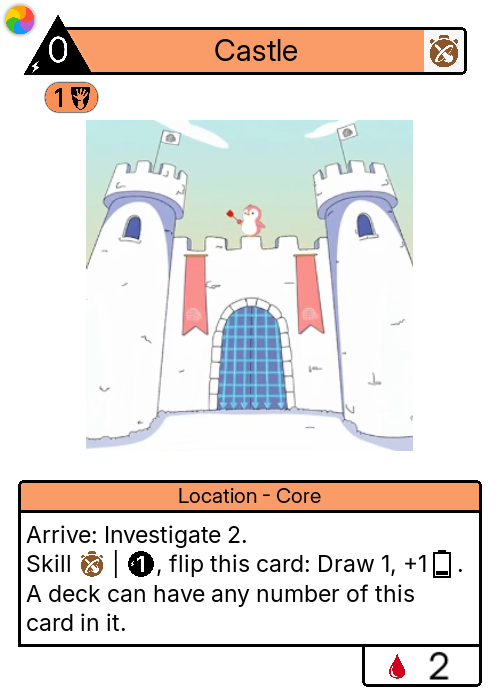 0
Castle
1
Location - Core
Arrive: Investigate 2.
Skill | 1, flip this card: Draw 1, +1 .
A deck can have any number of this
card in it.
2